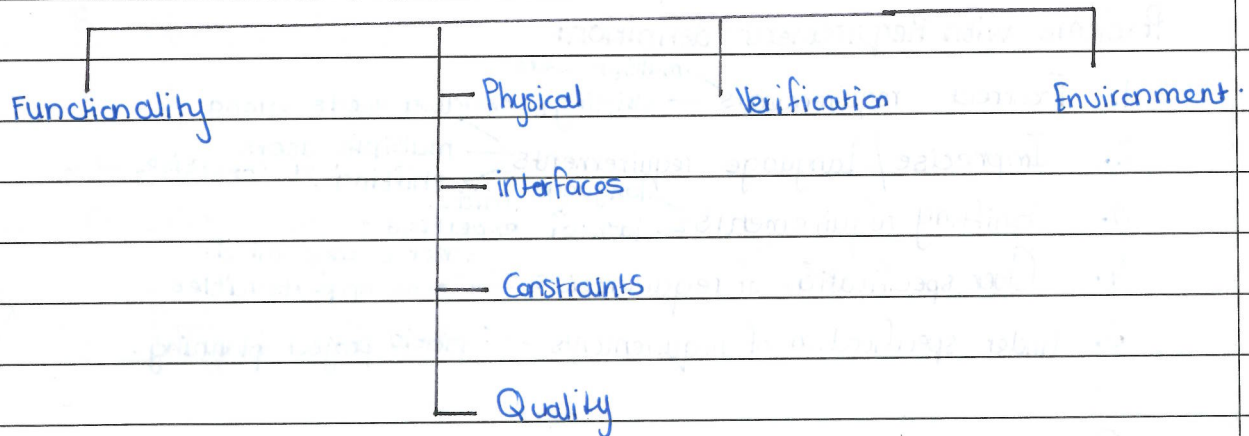 Functionality
Physical
Verification
Environment.
interfaces
Constraints
Quality